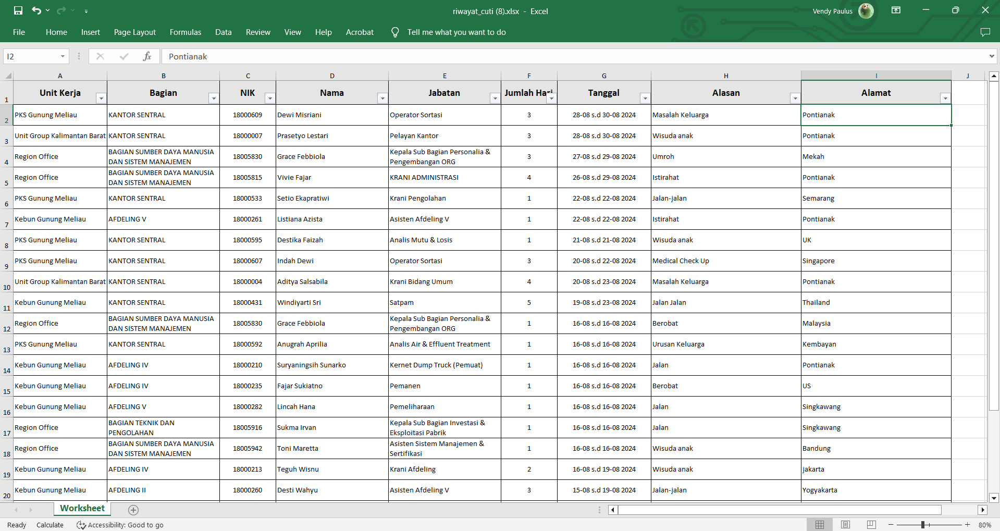 riwayat_cuti (8).xlsx - Excel
Vendy Paulus
File Home Insert Page Layout Formulas Data Review View Help Acrobat Tell me what you want to do
I2 fx Pontianak
A B C D E F G H I J
1 Unit Kerja Bagian NIK Nama Jabatan Jumlah Hari Tanggal Alasan Alamat
2 PKS Gunung Meliau KANTOR SENTRAL 18000609 Dewi Misriani Operator Sortasi 3 28-08 s.d 30-08 2024 Masalah Keluarga Pontianak
3 Unit Group Kalimantan Barat KANTOR SENTRAL 18000007 Prasetyo Lestari Pelayan Kantor 3 28-08 s.d 30-08 2024 Wisuda anak Pontianak
4 Region Office BAGIAN SUMBER DAYA MANUSIA DAN SISTEM MANAJEMEN 18005830 Grace Febbiola Kepala Sub Bagian Personalia & Pengembangan ORG 3 27-08 s.d 29-08 2024 Umroh Mekah
5 Region Office BAGIAN SUMBER DAYA MANUSIA DAN SISTEM MANAJEMEN 18005815 Vivie Fajar KRANI ADMINISTRASI 4 26-08 s.d 29-08 2024 Istirahat Pontianak
6 PKS Gunung Meliau KANTOR SENTRAL 18000533 Setio Ekapratiwi Krani Pengolahan 1 22-08 s.d 22-08 2024 Jalan-jalan Semarang
7 Kebun Gunung Meliau AFDELING V 18000261 Listiana Azista Asisten Afdeling V 1 22-08 s.d 22-08 2024 Istirahat Pontianak
8 PKS Gunung Meliau KANTOR SENTRAL 18000595 Destika Faizah Analis Mutu & Losis 1 21-08 s.d 21-08 2024 Wisuda anak UK
9 PKS Gunung Meliau KANTOR SENTRAL 18000607 Indah Dewi Operator Sortasi 3 20-08 s.d 22-08 2024 Medical Check Up Singapore
10 Unit Group Kalimantan Barat KANTOR SENTRAL 18000004 Aditya Salsabila Krani Bidang Umum 4 20-08 s.d 23-08 2024 Masalah Keluarga Pontianak
11 Kebun Gunung Meliau KANTOR SENTRAL 18000431 Windiyarti Sri Satpam 5 19-08 s.d 23-08 2024 Jalan Jalan Thailand
12 Region Office BAGIAN SUMBER DAYA MANUSIA DAN SISTEM MANAJEMEN 18005830 Grace Febbiola Kepala Sub Bagian Personalia & Pengembangan ORG 1 16-08 s.d 16-08 2024 Berobat Malaysia
13 PKS Gunung Meliau KANTOR SENTRAL 18000592 Anugrah Aprilia Analis Air & Effluent Treatment 1 16-08 s.d 16-08 2024 Urusan Keluarga Kembayan
14 Kebun Gunung Meliau AFDELING IV 18000210 Suryaningsih Sunarko Kernet Dump Truck (Pemuat) 1 16-08 s.d 16-08 2024 Jalan Pontianak
15 Kebun Gunung Meliau AFDELING IV 18000235 Fajar Sukiatno Pemanen 1 16-08 s.d 16-08 2024 Berobat US
16 Kebun Gunung Meliau AFDELING V 18000282 Lincah Hana Pemeliharaan 1 16-08 s.d 16-08 2024 Jalan Singkawang
17 Region Office BAGIAN TEKNIK DAN PENGOLAHAN 18005916 Sukma Irvan Kepala Sub Bagian Investasi & Eksploitasi Pabrik 1 16-08 s.d 16-08 2024 Jalan Singkawang
18 Region Office BAGIAN SUMBER DAYA MANUSIA DAN SISTEM MANAJEMEN 18005942 Toni Maretta Asisten Sistem Manajemen & Sertifikasi 1 16-08 s.d 16-08 2024 Wisuda anak Bandung
19 Kebun Gunung Meliau AFDELING IV 18000213 Teguh Wisnu Krani Afdeling 2 16-08 s.d 19-08 2024 Wisuda anak jakarta
20 Kebun Gunung Meliau AFDELING II 18000260 Desti Wahyu Asisten Afdeling V 3 15-08 s.d 19-08 2024 Jalan-jalan Yogyakarta
Worksheet
Ready Calculate Accessibility: Good to go 80%